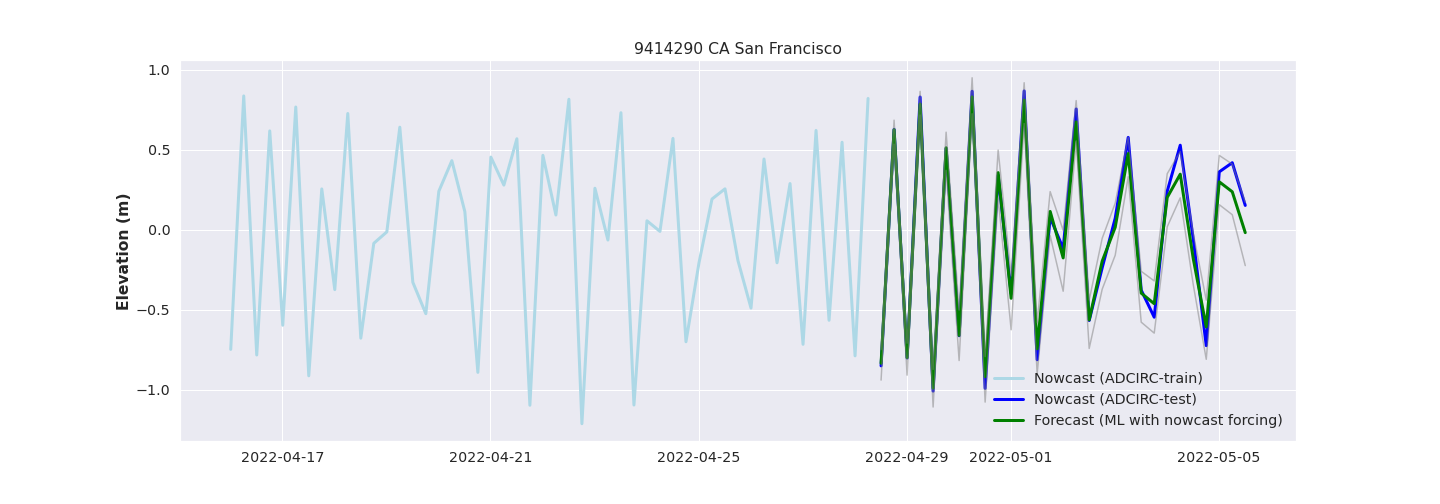 9414290 CA San Francisco
Elevation (m)
1.0
0.5
0.0
−0.5
−1.0
Nowcast (ADCIRC-train)
Nowcast (ADCIRC-test)
Forecast (ML with nowcast forcing)
2022-04-17 2022-04-21 2022-04-25 2022-04-29 2022-05-01 2022-05-05